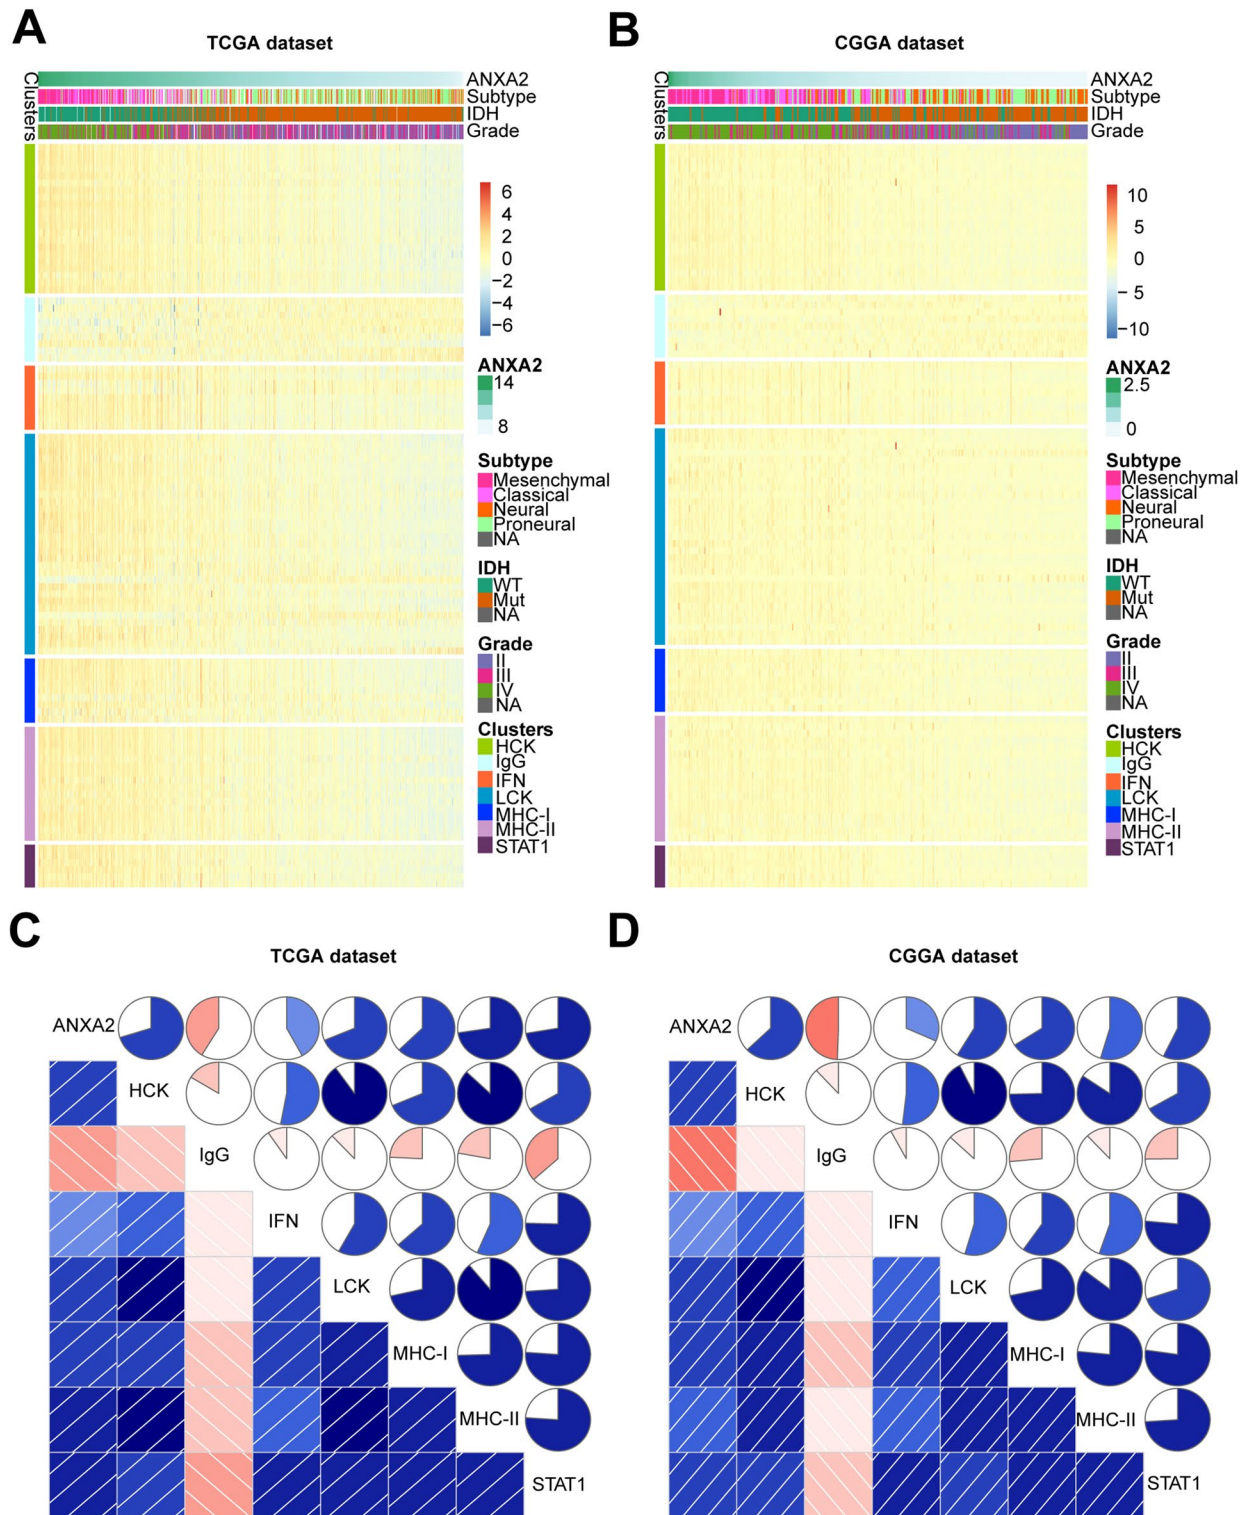 A
TCGA dataset
Clusters
ANXA2
Subtype
IDH
Grade
6
4
2
0
−2
−4
−6
ANXA2
14
8
Subtype
Mesenchymal
Classical
Neural
Proneural
NA
IDH
WT
Mut
NA
Grade
II
III
IV
NA
Clusters
HCK
IgG
IFN
LCK
MHC-I
MHC-II
STAT1
B
CGGA dataset
Clusters
ANXA2
Subtype
IDH
Grade
10
5
0
−5
−10
ANXA2
2.5
0
Subtype
Mesenchymal
Classical
Neural
Proneural
NA
IDH
WT
Mut
NA
Grade
II
III
IV
NA
Clusters
HCK
IgG
IFN
LCK
MHC-I
MHC-II
STAT1
C
TCGA dataset
ANXA2
HCK
IgG
IFN
LCK
MHC-I
MHC-II
STAT1
D
CGGA dataset
ANXA2
HCK
IgG
IFN
LCK
MHC-I
MHC-II
STAT1